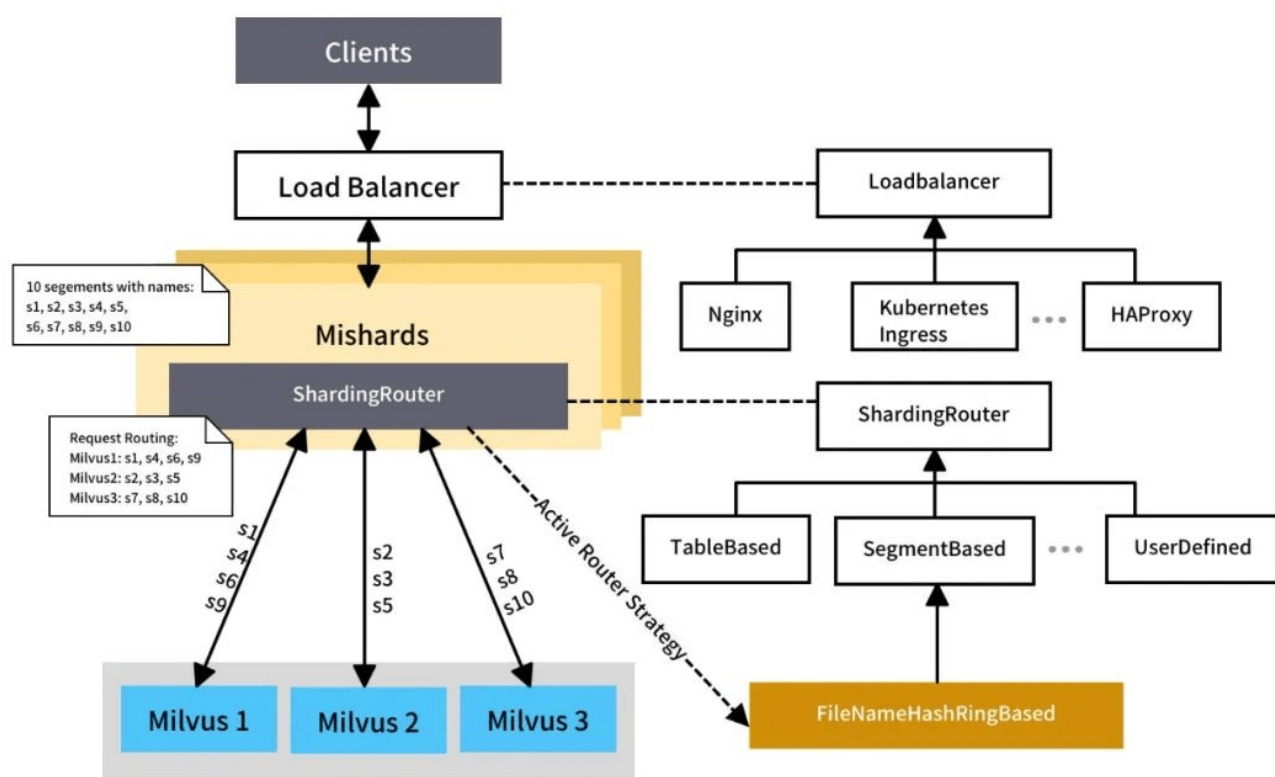 Clients
Load Balancer
Loadbalancer
10 segements with names:
s1, s2, s3, s4, s5,
s6, s7, s8, s9, s10
Mishards
ShardingRouter
Nginx
Kubernetes
Ingress
HAProxy
ShardingRouter
Request Routing:
Milvus1: s1, s4, s6, s9
Milvus2: s2, s3, s5
Milvus3: s7, s8, s10
TableBased
SegmentBased
UserDefined
s1
s4
s6
s9
s2
s3
s5
s7
s8
s10
Active Router Strategy
Milvus 1
Milvus 2
Milvus 3
FileNameHashRingBased